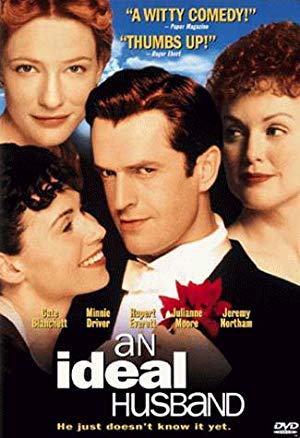 "A WITTY COMEDY!"
— Paper Magazine
"THUMBS UP!"
— Roger Ebert
Cate Blanchett
Minnie Driver
Rupert Everett
Julianne Moore
Jeremy Northam
AN
ideal
HUSBAND
He just doesn't know it yet.
DVD